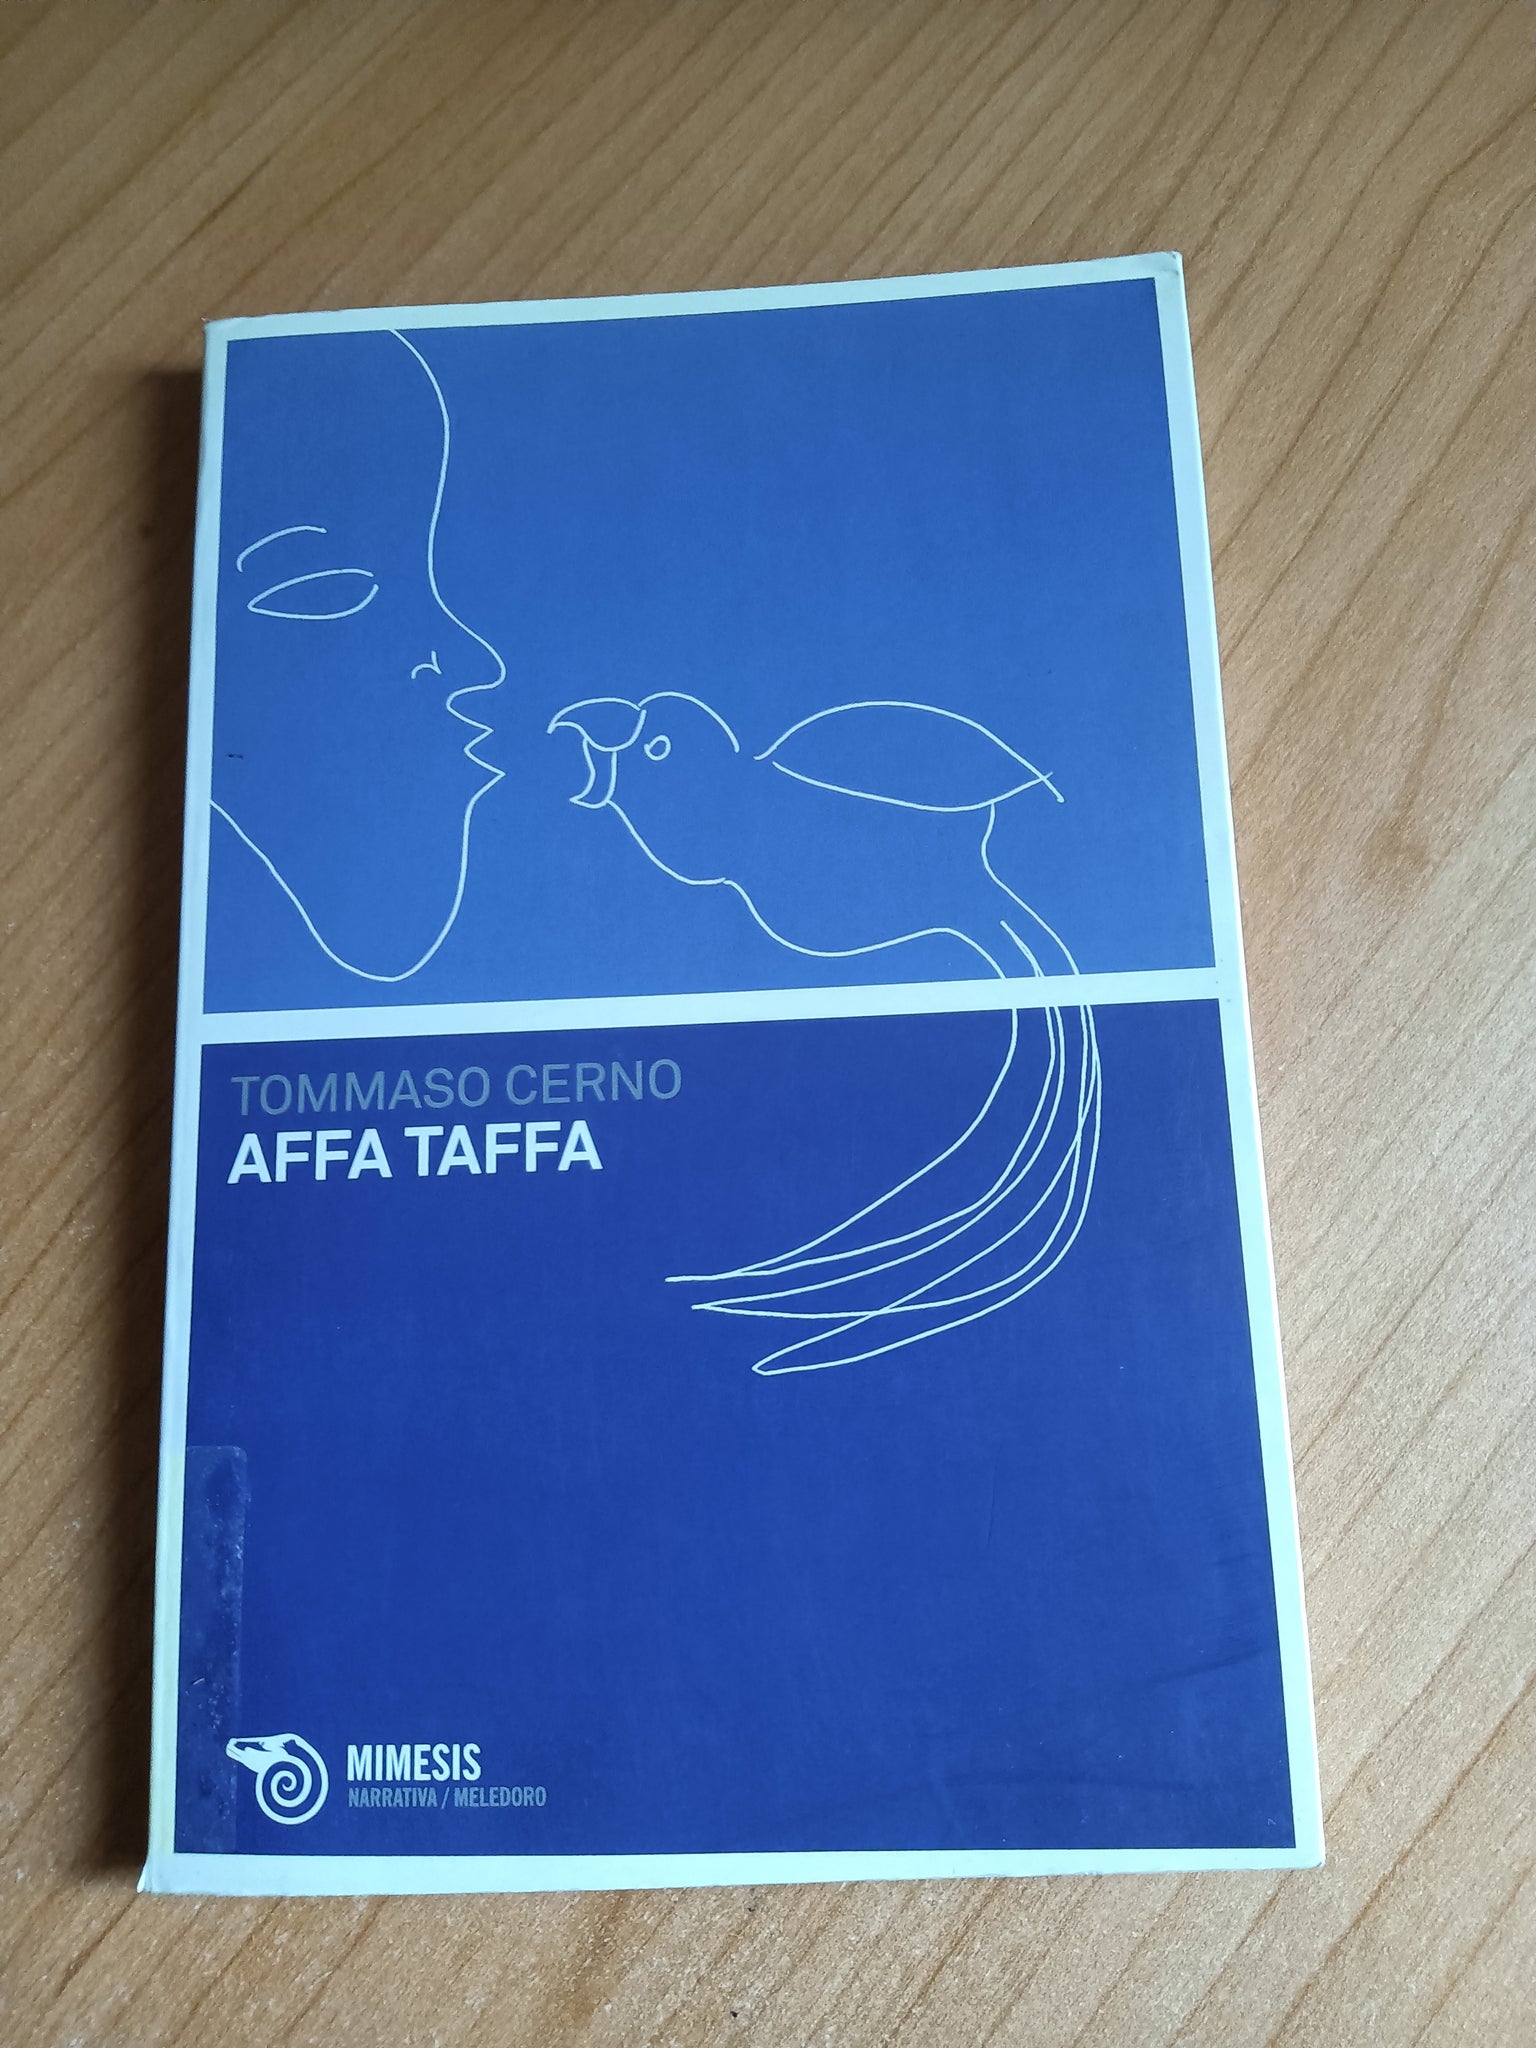 TOMMASO CERNO
AFFA TAFFA
MIMESIS
NARRATIVA / MELEDORO